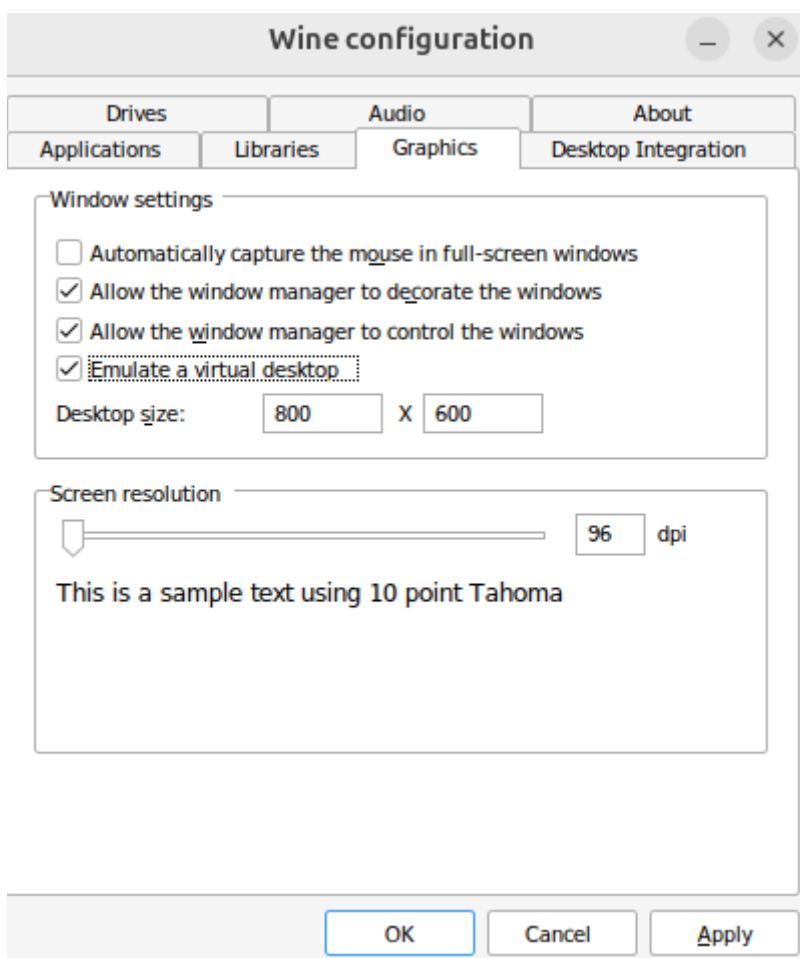 Wine configuration
Drives Audio About
Applications Libraries Graphics Desktop Integration
Window settings
Automatically capture the mouse in full-screen windows
Allow the window manager to decorate the windows
Allow the window manager to control the windows
Emulate a virtual desktop
Desktop size: 800 X 600
Screen resolution
96 dpi
This is a sample text using 10 point Tahoma
OK Cancel Apply